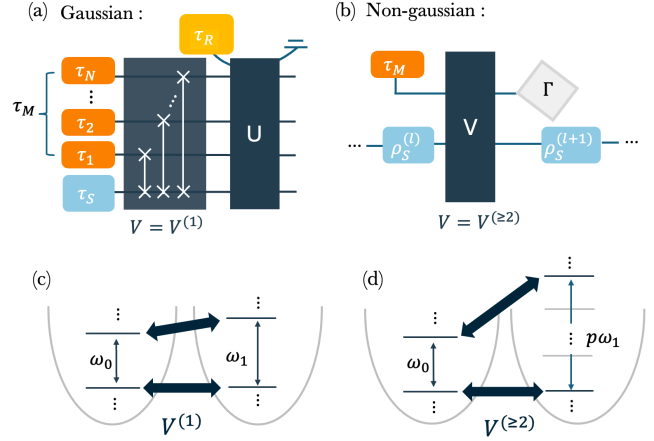 (a) Gaussian :
τ_R
τ_N
⋮
τ_M
τ_2
τ_1
τ_S
U
V = V^(1)
(b) Non-gaussian :
τ_M
Γ
V
... ρ_S^(l) ρ_S^(l+1) ...
V = V^(≥2)
(c)
⋮ ⋮
ω_0 ω_1
⋮ ⋮
V^(1)
(d)
⋮
⋮ ⋮ pω_1
ω_0
⋮ ⋮
V^(≥2)